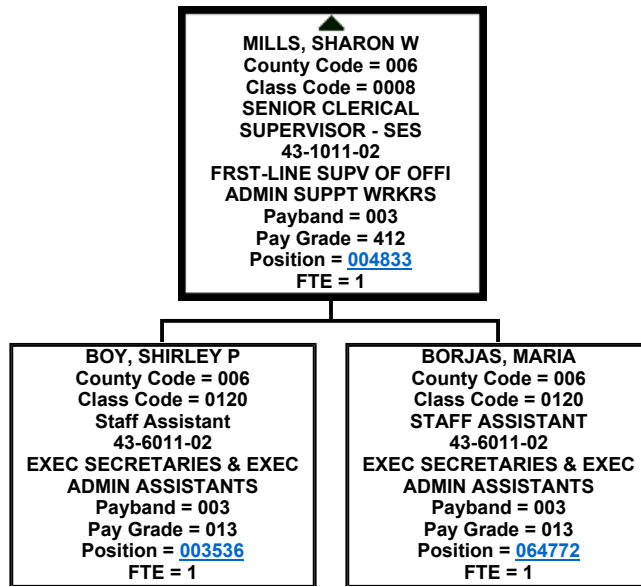 MILLS, SHARON W
County Code = 006
Class Code = 0008
SENIOR CLERICAL
SUPERVISOR - SES
43-1011-02
FRST-LINE SUPV OF OFFI
ADMIN SUPPT WRKRS
Payband = 003
Pay Grade = 412
Position = 004833
FTE = 1
BOY, SHIRLEY P
County Code = 006
Class Code = 0120
Staff Assistant
43-6011-02
EXEC SECRETARIES & EXEC
ADMIN ASSISTANTS
Payband = 003
Pay Grade = 013
Position = 003536
FTE = 1
BORJAS, MARIA
County Code = 006
Class Code = 0120
STAFF ASSISTANT
43-6011-02
EXEC SECRETARIES & EXEC
ADMIN ASSISTANTS
Payband = 003
Pay Grade = 013
Position = 064772
FTE = 1